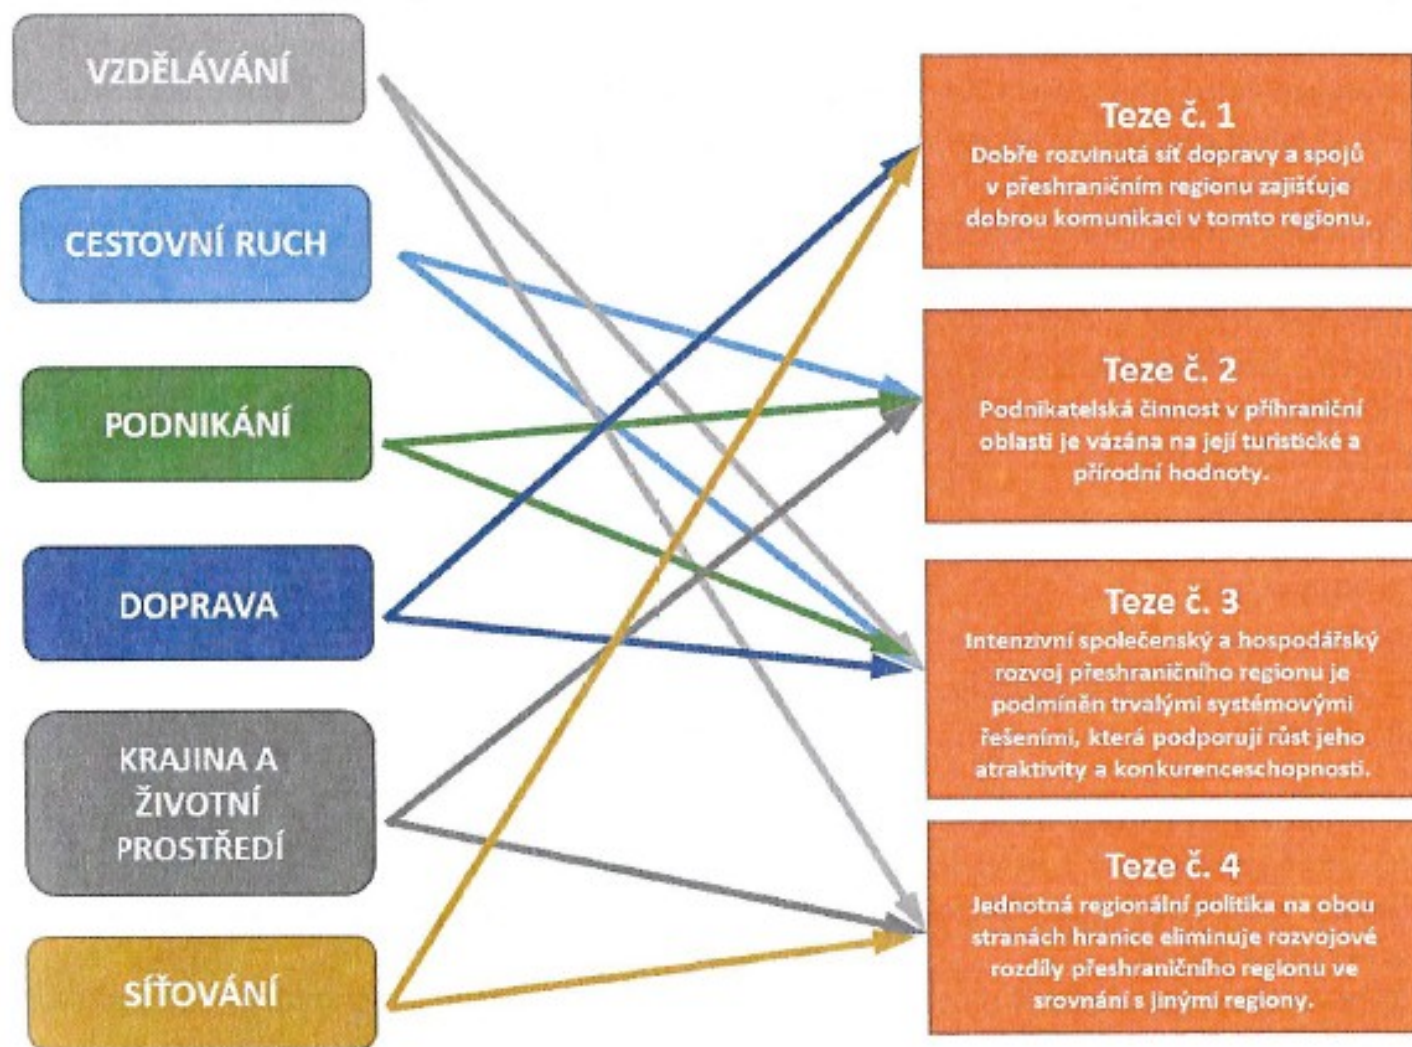 VZDĚLÁVÁNÍ
CESTOVNÍ RUCH
PODNIKÁNÍ
DOPRAVA
KRAJINA A
ŽIVOTNÍ
PROSTŘEDÍ
SÍŤOVÁNÍ
Teze č. 1
Dobře rozvinutá síť dopravy a spojů
v přeshraničním regionu zajišťuje
dobrou komunikaci v tomto regionu.
Teze č. 2
Podnikatelská činnost v příhraniční
oblasti je vázána na její turistické a
přírodní hodnoty.
Teze č. 3
Intenzivní společenský a hospodářský
rozvoj přeshraničního regionu je
podmíněn trvalými systémovými
řešeními, která podporují růst jeho
atraktivity a konkurenceschopnosti.
Teze č. 4
Jednotná regionální politika na obou
stranách hranice eliminuje rozvojové
rozdíly přeshraničního regionu ve
srovnání s jinými regiony.